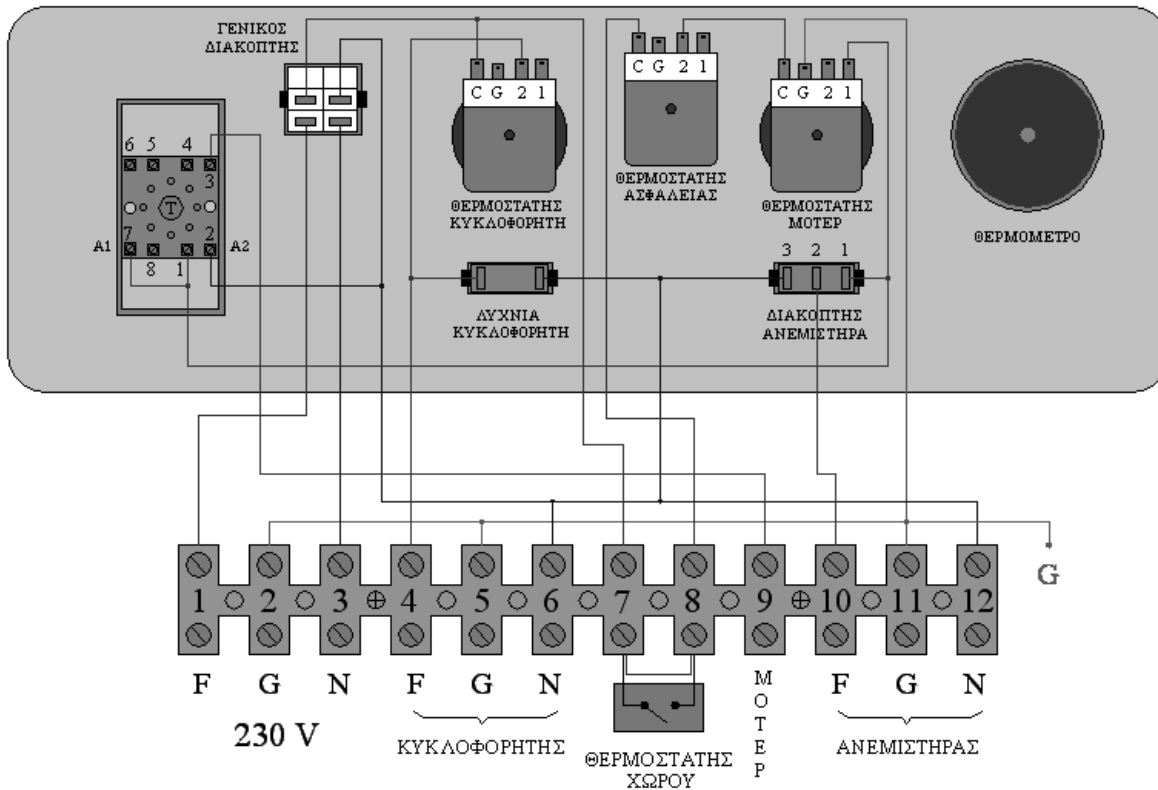 ΓΕΝΙΚΟΣ
ΔΙΑΚΟΠΤΗΣ
C G 2 1
C G 2 1
C G 2 1
6 5 4
3
T
7 2
A1 A2
8 1
ΘΕΡΜΟΣΤΑΤΗΣ
ΚΥΚΛΟΦΟΡΗΤΗ
ΘΕΡΜΟΣΤΑΤΗΣ
ΑΣΦΑΛΕΙΑΣ
ΘΕΡΜΟΣΤΑΤΗΣ
ΜΟΤΕΡ
ΘΕΡΜΟΜΕΤΡΟ
3 2 1
ΛΥΧΝΙΑ
ΚΥΚΛΟΦΟΡΗΤΗ
ΔΙΑΚΟΠΤΗΣ
ΑΝΕΜΙΣΤΗΡΑ
G
1 2 3 4 5 6 7 8 9 10 11 12
F G N F G N
ΜΟΤΕΡ
F G N
230 V
ΚΥΚΛΟΦΟΡΗΤΗΣ
ΘΕΡΜΟΣΤΑΤΗΣ
ΧΩΡΟΥ
ΑΝΕΜΙΣΤΗΡΑΣ